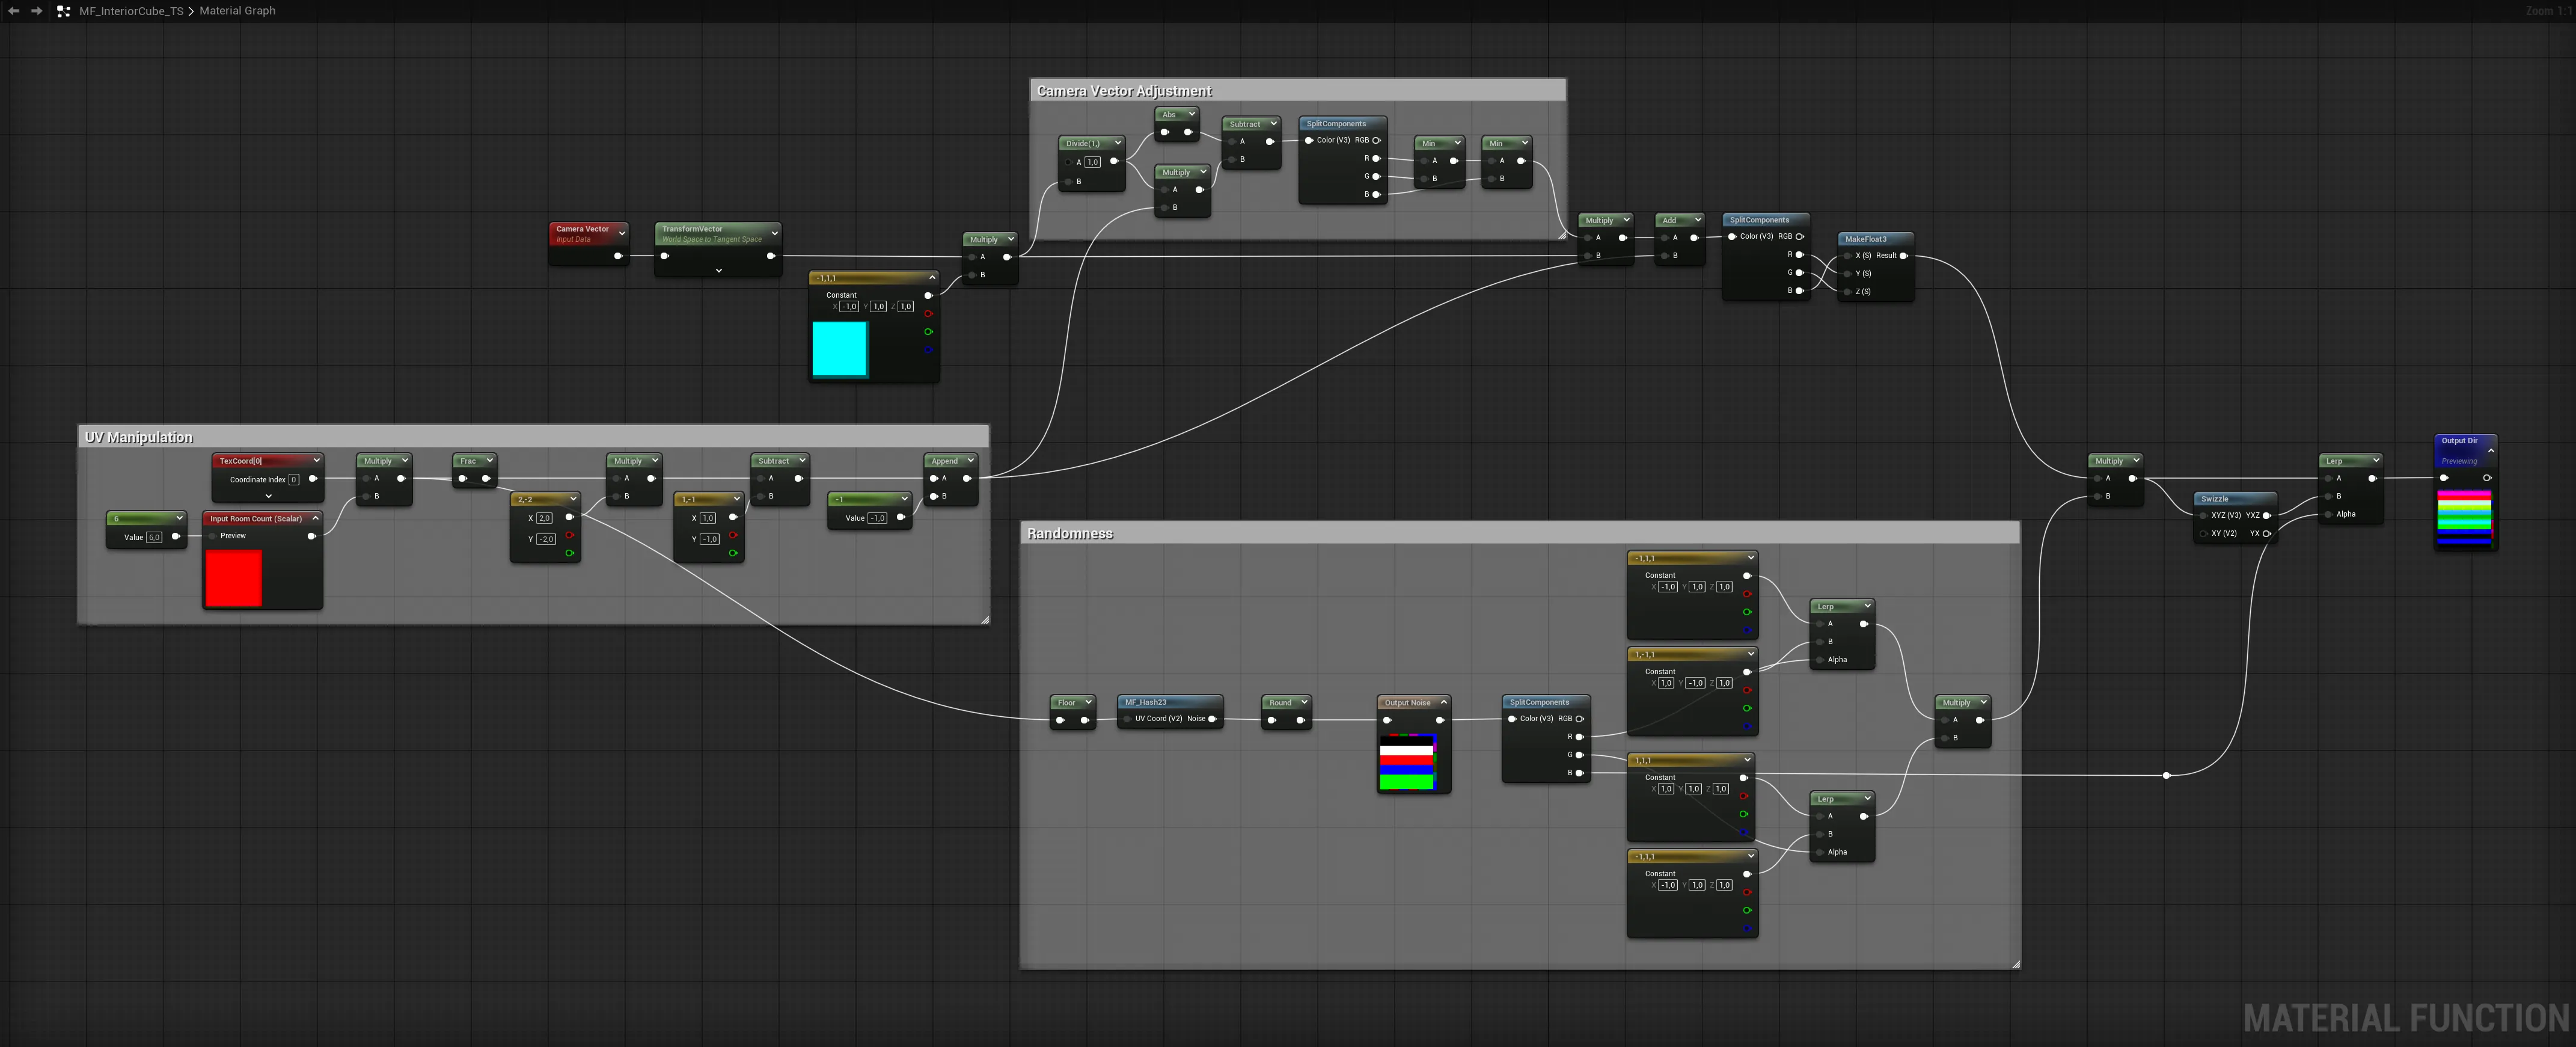 MF_InteriorCube_TS > Material Graph
Zoom 1:1
Camera Vector Adjustment
Abs
Divide(1,)
A 1,0
B
Multiply
A
B
Subtract
A
B
SplitComponents
Color (V3) RGB
R
G
B
Min
A
B
Min
A
B
Camera Vector
Input Data
TransformVector
World Space to Tangent Space
Multiply
A
B
-1,1,1
Constant
X -1,0 Y 1,0 Z 1,0
Multiply
A
B
Add
A
B
SplitComponents
Color (V3) RGB
R
G
B
MakeFloat3
X (S) Result
Y (S)
Z (S)
UV Manipulation
TexCoord[0]
Coordinate Index 0
6
Value 6,0
Input Room Count (Scalar)
Preview
Multiply
A
B
Frac
2,-2
X 2,0
Y -2,0
Multiply
A
B
1,-1
X 1,0
Y -1,0
Subtract
A
B
-1
Value -1,0
Append
A
B
Randomness
Floor
MF_Hash23
UV Coord (V2) Noise
Round
Output Noise
SplitComponents
Color (V3) RGB
R
G
B
-1,1,1
Constant
X -1,0 Y 1,0 Z 1,0
1,-1,1
Constant
X 1,0 Y -1,0 Z 1,0
1,1,1
Constant
X 1,0 Y 1,0 Z 1,0
-1,1,1
Constant
X -1,0 Y 1,0 Z 1,0
Lerp
A
B
Alpha
Lerp
A
B
Alpha
Multiply
A
B
Multiply
A
B
Swizzle
XYZ (V3) YXZ
XY (V2) YX
Lerp
A
B
Alpha
Output Dir
Previewing
MATERIAL FUNCTION